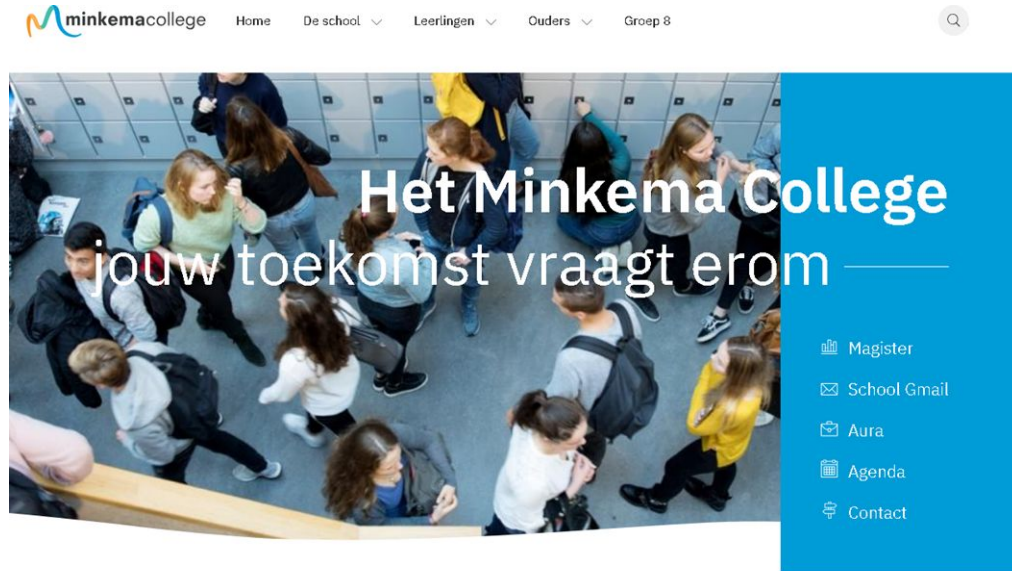 minkemacollege Home De school Leerlingen Ouders Groep 8
Het Minkema College
jouw toekomst vraagt erom
Magister
School Gmail
Aura
Agenda
Contact